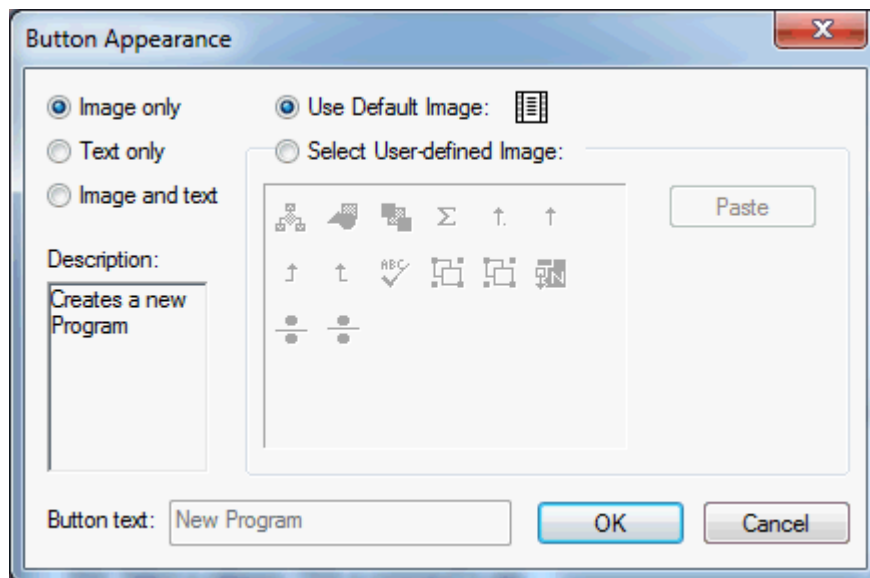 Button Appearance
Image only
Use Default Image:
Text only
Select User-defined Image:
Image and text
Paste
Description:
Creates a new
Program
Σ
ABC
N
Button text:
New Program
OK
Cancel